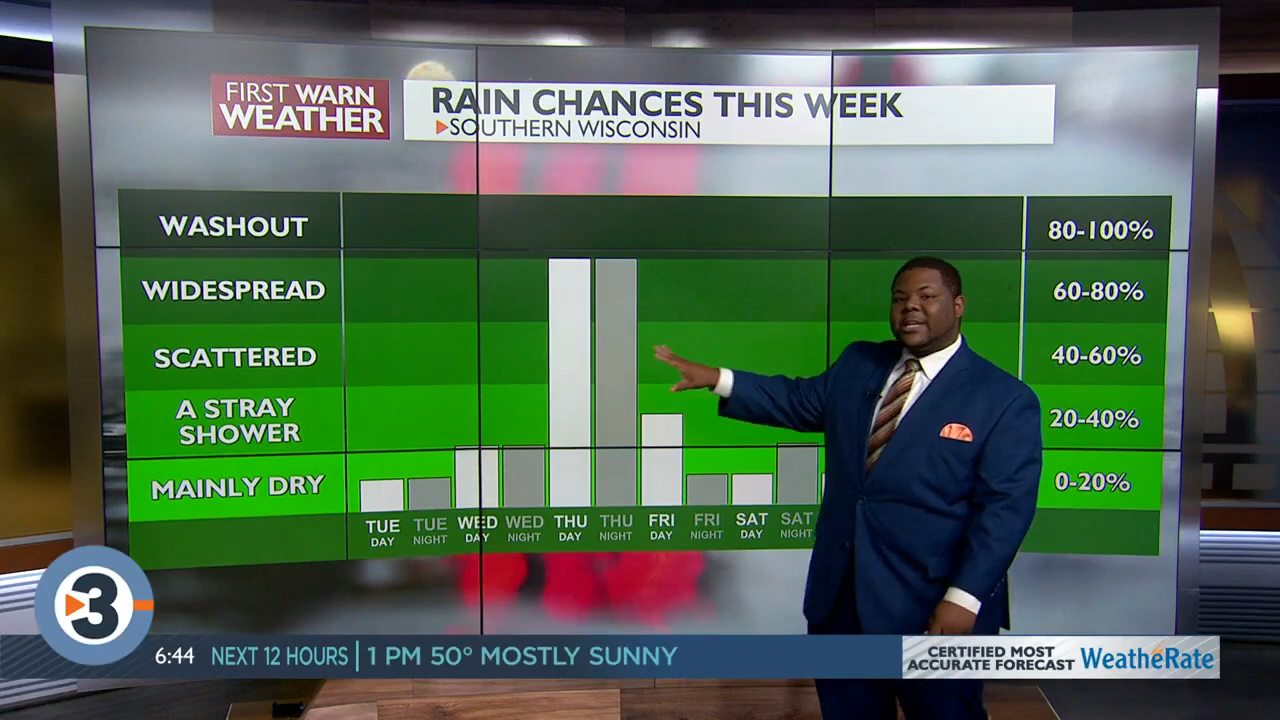 FIRST WARN
WEATHER
RAIN CHANCES THIS WEEK
SOUTHERN WISCONSIN
WASHOUT
80-100%
WIDESPREAD
60-80%
SCATTERED
40-60%
A STRAY
SHOWER
20-40%
MAINLY DRY
0-20%
TUE DAY
TUE NIGHT
WED DAY
WED NIGHT
THU DAY
THU NIGHT
FRI DAY
FRI NIGHT
SAT DAY
SAT NIGHT
3
6:44 NEXT 12 HOURS 1 PM 50° MOSTLY SUNNY
CERTIFIED MOST
ACCURATE FORECAST
WeatheRate